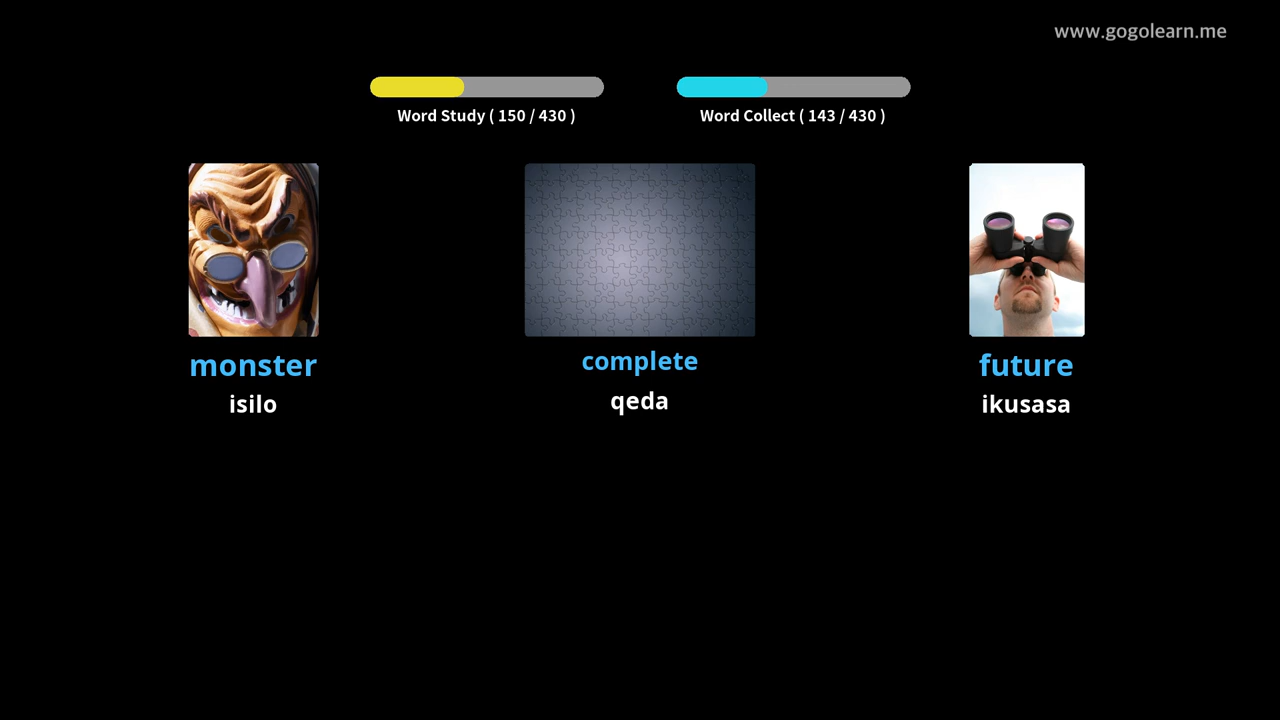 www.gogolearn.me
Word Study ( 150 / 430 )
Word Collect ( 143 / 430 )
monster
isilo
complete
qeda
future
ikusasa